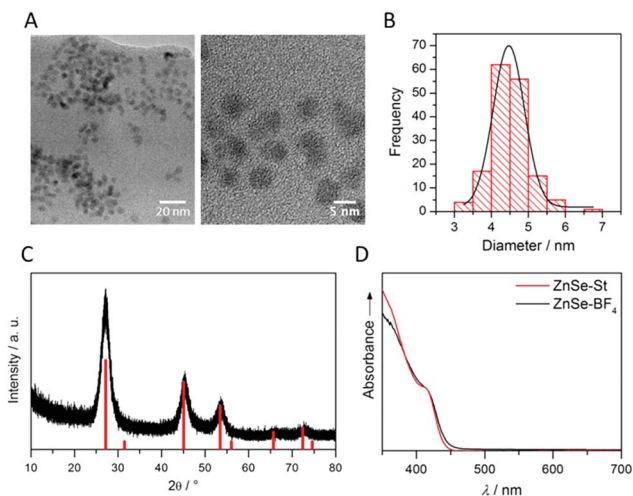 A
20 nm
5 nm
B
Frequency
70
60
50
40
30
20
10
0
3 4 5 6 7
Diameter / nm
C
Intensity / a. u.
10 20 30 40 50 60 70 80
2θ / °
D
Absorbance
ZnSe-St
ZnSe-BF₄
400 500 600 700
λ / nm